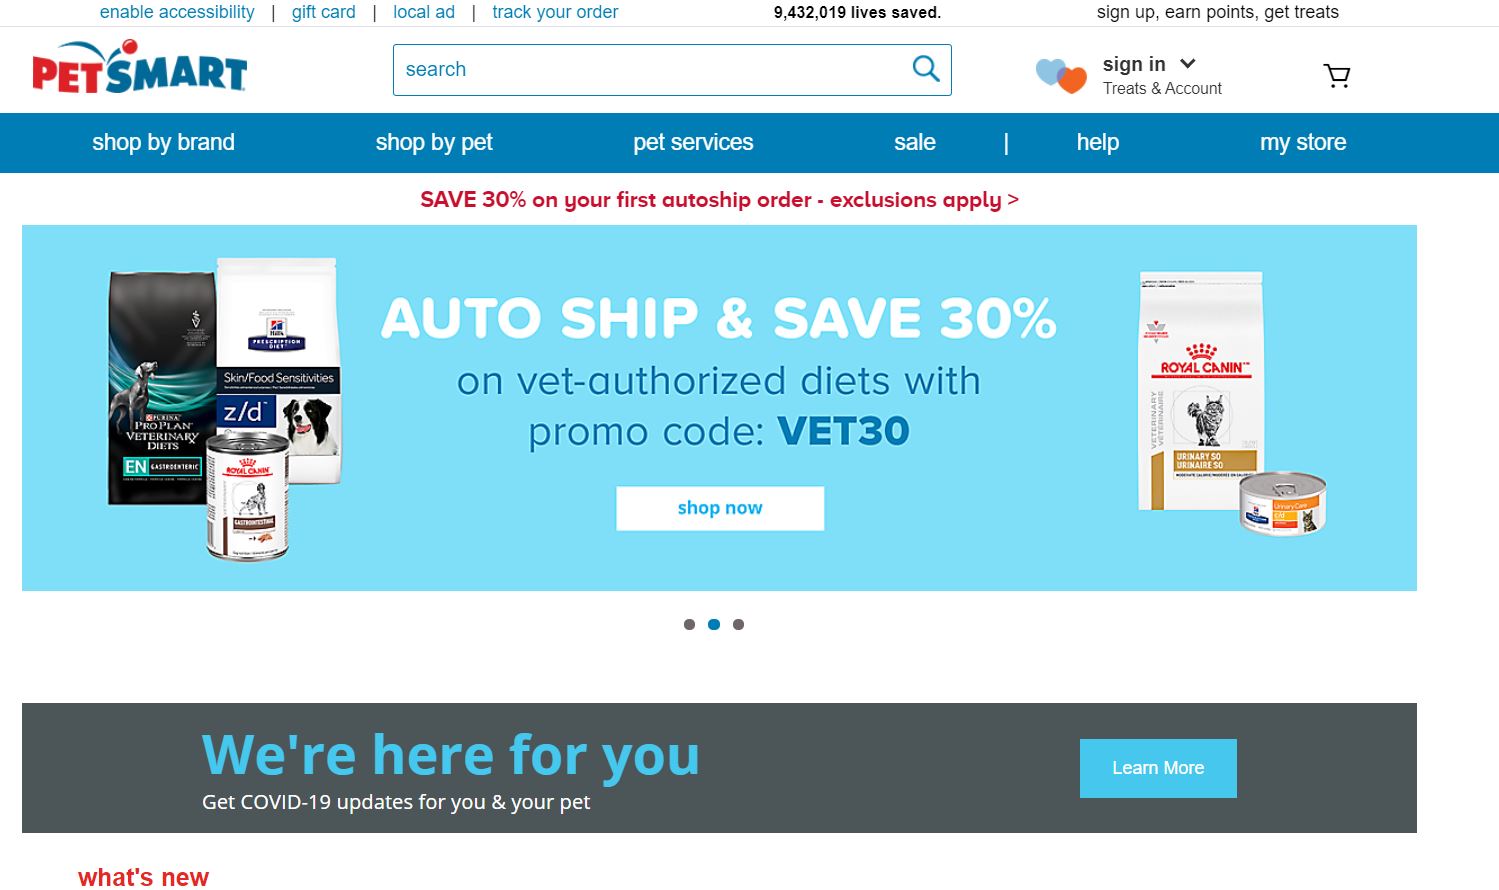 enable accessibility | gift card | local ad | track your order
9,432,019 lives saved.
sign up, earn points, get treats
PETSMART
search
sign in
Treats & Account
shop by brand
shop by pet
pet services
sale
|
help
my store
SAVE 30% on your first autoship order - exclusions apply >
AUTO SHIP & SAVE 30%
on vet-authorized diets with
promo code: VET30
shop now
PURINA
PRO PLAN
VETERINARY
DIETS
EN GASTROENTERIC
Hill's
PRESCRIPTION
DIET
Skin/Food Sensitivities
z/d
ROYAL CANIN
GASTROINTESTINAL
ROYAL CANIN
VETERINARY
VÉTÉRINAIRE
URINARY SO
URINAIRE SO
Urinary Care
c/d
We're here for you
Get COVID-19 updates for you & your pet
Learn More
what's new